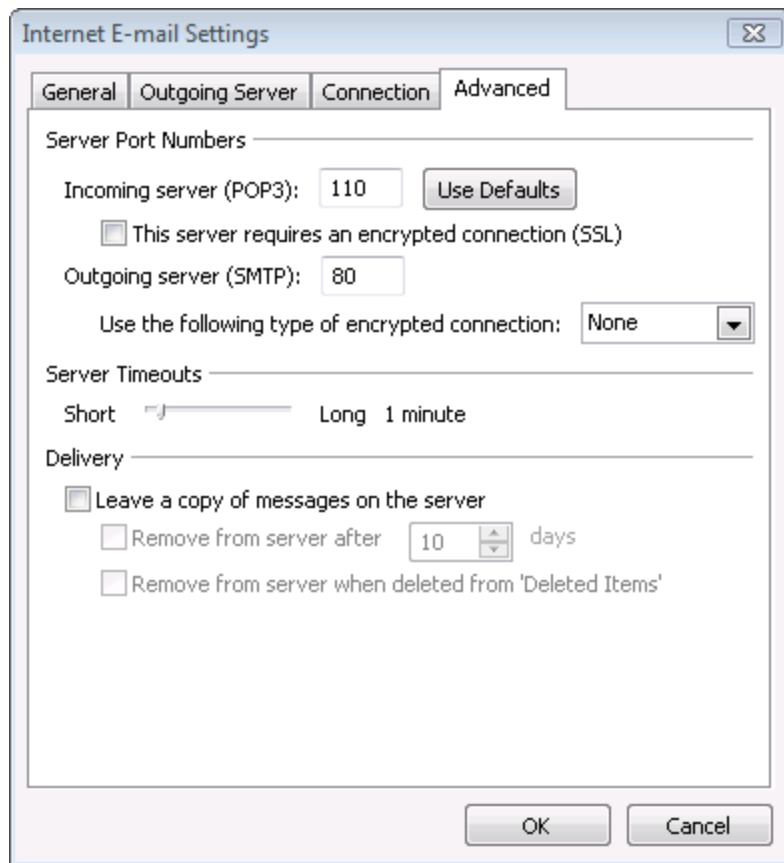 Internet E-mail Settings
General Outgoing Server Connection Advanced
Server Port Numbers
Incoming server (POP3): 110 Use Defaults
This server requires an encrypted connection (SSL)
Outgoing server (SMTP): 80
Use the following type of encrypted connection: None
Server Timeouts
Short Long 1 minute
Delivery
Leave a copy of messages on the server
Remove from server after 10 days
Remove from server when deleted from 'Deleted Items'
OK Cancel